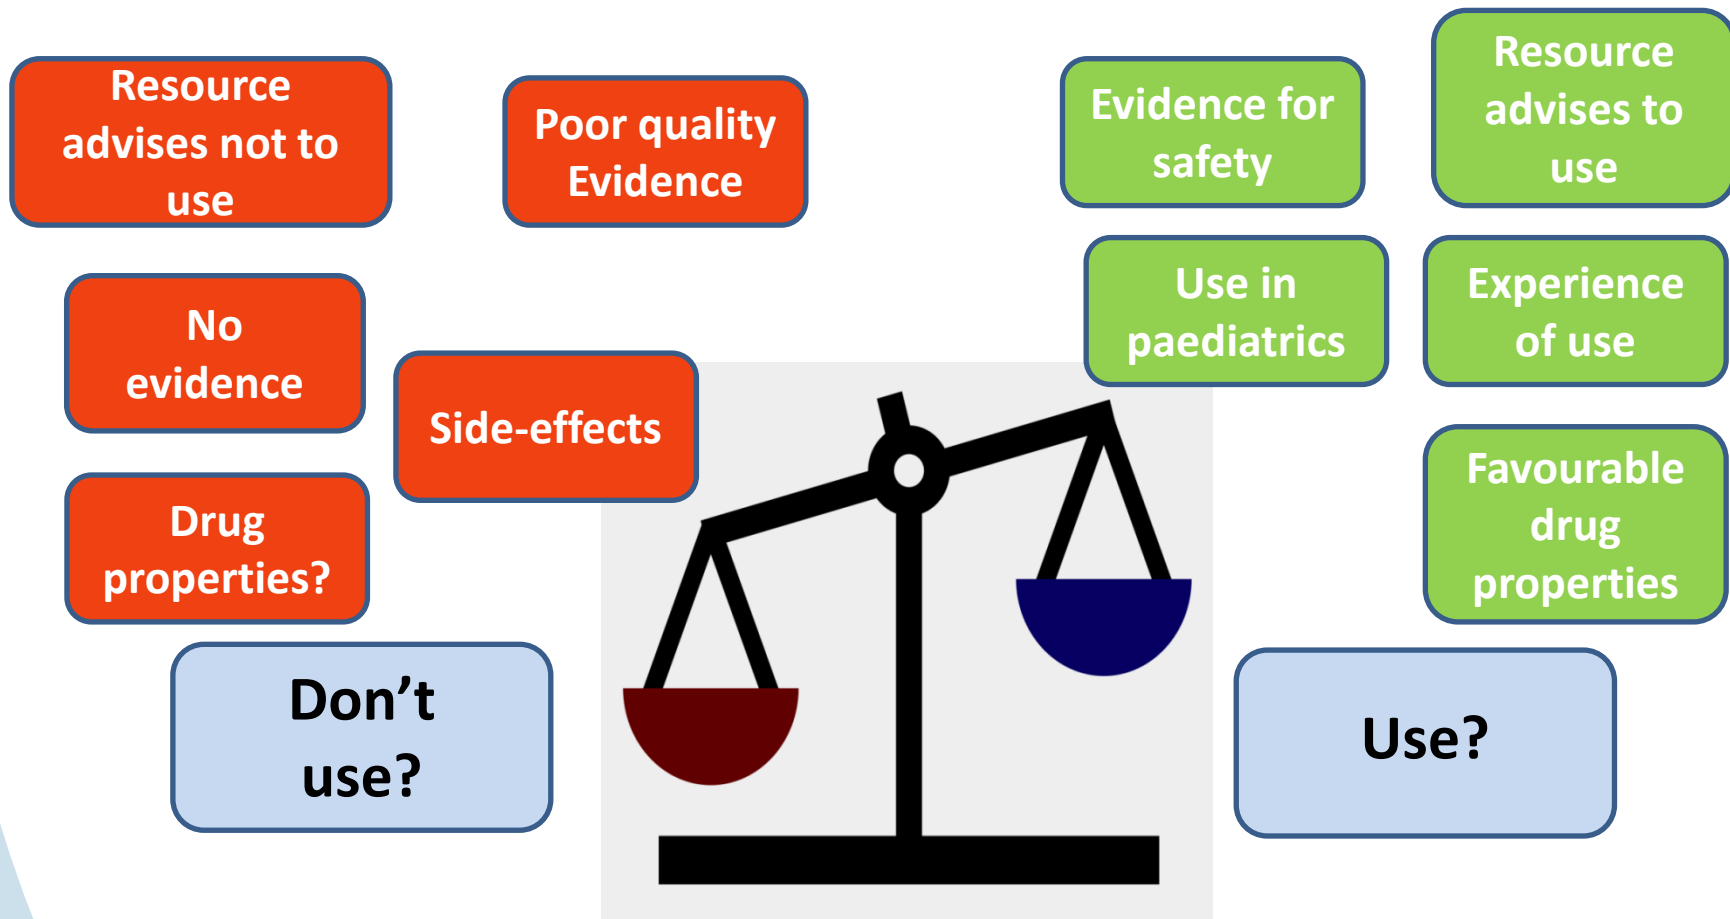 Resource
advises not to
use
Poor quality
Evidence
Evidence for
safety
Resource
advises to
use
No
evidence
Side-effects
Use in
paediatrics
Experience
of use
Drug
properties?
Favourable
drug
properties
Don’t
use?
Use?